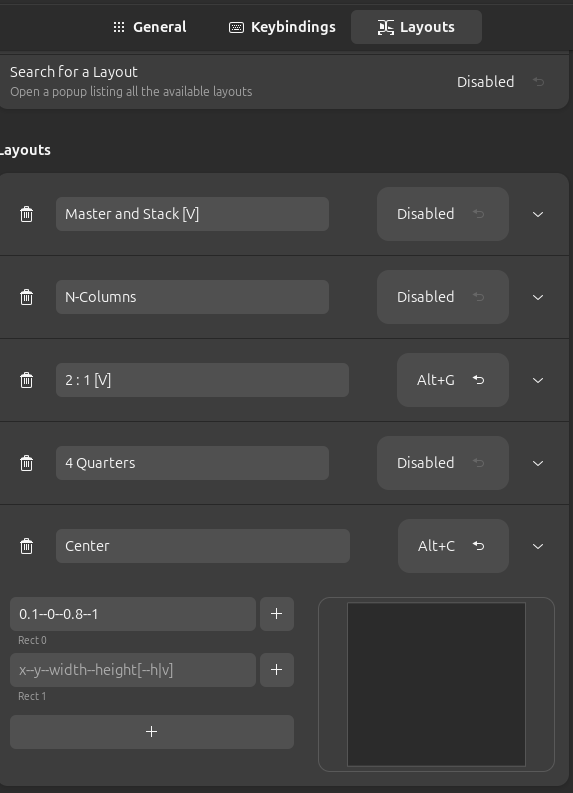 General
Keybindings
Layouts
Search for a Layout
Disabled
Open a popup listing all the available layouts
Layouts
Master and Stack [V]
Disabled
N-Columns
Disabled
2 : 1 [V]
Alt+G
4 Quarters
Disabled
Center
Alt+C
0.1--0--0.8--1
+
Rect 0
x--y--width--height[--h|v]
+
Rect 1
+